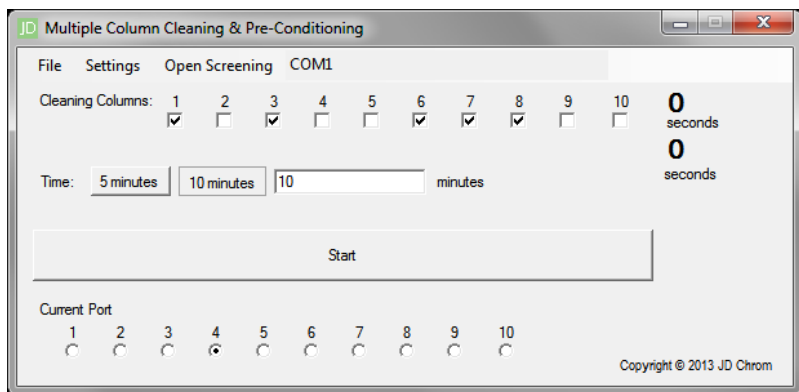 JD Multiple Column Cleaning & Pre-Conditioning
File Settings Open Screening COM1
Cleaning Columns: 1 2 3 4 5 6 7 8 9 10
0
seconds
0
seconds
Time: 5 minutes 10 minutes 10 minutes
Start
Current Port
1 2 3 4 5 6 7 8 9 10
Copyright © 2013 JD Chrom